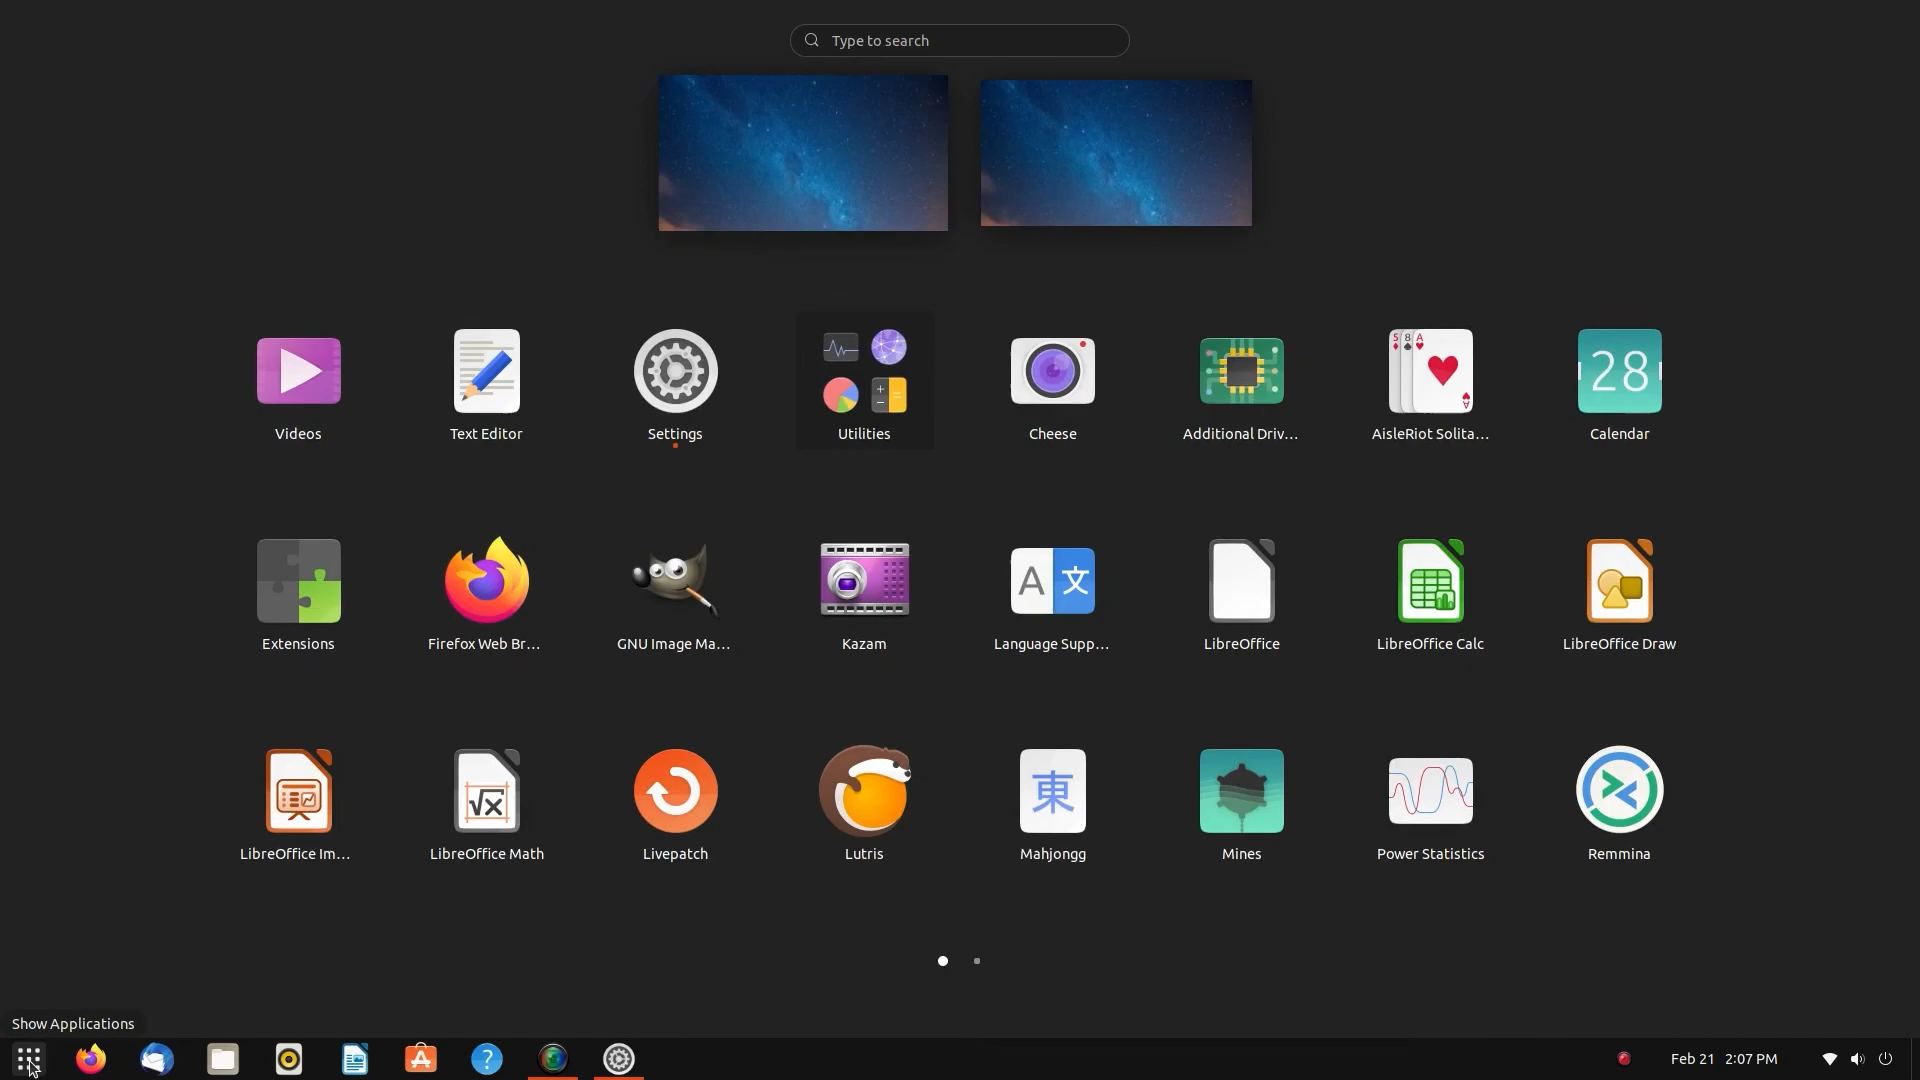 Type to search
Videos
Text Editor
Settings
Utilities
Cheese
Additional Driv...
5 8 A
AisleRiot Solita...
28
Calendar
Extensions
Firefox Web Br...
GNU Image Ma...
Kazam
A 文
Language Supp...
LibreOffice
LibreOffice Calc
LibreOffice Draw
LibreOffice Im...
√x
LibreOffice Math
Livepatch
Lutris
東
Mahjongg
Mines
Power Statistics
Remmina
Show Applications
?
Feb 21 2:07 PM